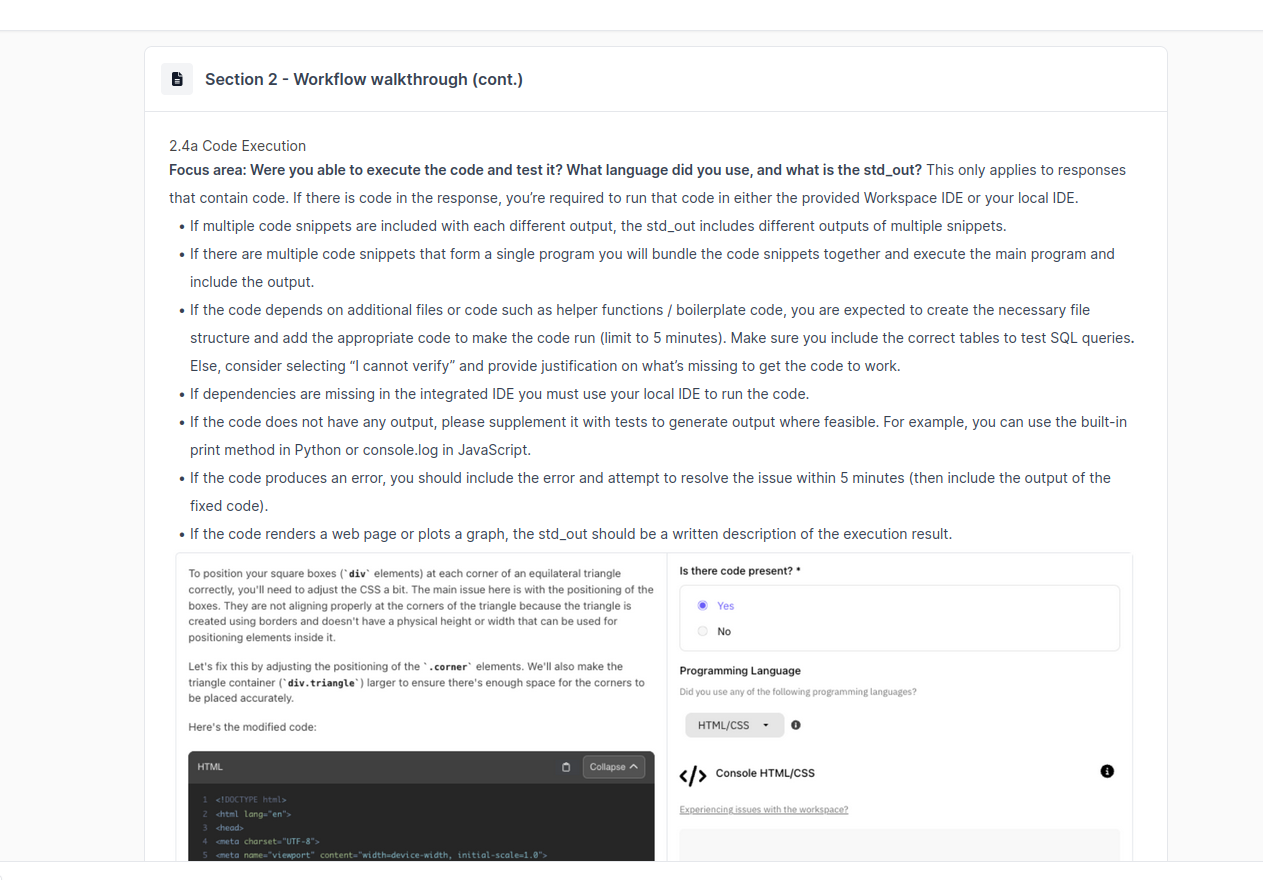 Section 2 - Workflow walkthrough (cont.)
2.4a Code Execution
Focus area: Were you able to execute the code and test it? What language did you use, and what is the std_out? This only applies to responses
that contain code. If there is code in the response, you’re required to run that code in either the provided Workspace IDE or your local IDE.
• If multiple code snippets are included with each different output, the std_out includes different outputs of multiple snippets.
• If there are multiple code snippets that form a single program you will bundle the code snippets together and execute the main program and
include the output.
• If the code depends on additional files or code such as helper functions / boilerplate code, you are expected to create the necessary file
structure and add the appropriate code to make the code run (limit to 5 minutes). Make sure you include the correct tables to test SQL queries.
Else, consider selecting “I cannot verify” and provide justification on what’s missing to get the code to work.
• If dependencies are missing in the integrated IDE you must use your local IDE to run the code.
• If the code does not have any output, please supplement it with tests to generate output where feasible. For example, you can use the built-in
print method in Python or console.log in JavaScript.
• If the code produces an error, you should include the error and attempt to resolve the issue within 5 minutes (then include the output of the
fixed code).
• If the code renders a web page or plots a graph, the std_out should be a written description of the execution result.
To position your square boxes (`div` elements) at each corner of an equilateral triangle
correctly, you'll need to adjust the CSS a bit. The main issue here is with the positioning of the
boxes. They are not aligning properly at the corners of the triangle because the triangle is
created using borders and doesn't have a physical height or width that can be used for
positioning elements inside it.
Let's fix this by adjusting the positioning of the `.corner` elements. We'll also make the
triangle container (`div.triangle`) larger to ensure there's enough space for the corners to
be placed accurately.
Here's the modified code:
HTML
Collapse
1 <!DOCTYPE html>
2 <html lang="en">
3 <head>
4 <meta charset="UTF-8">
5 <meta name="viewport" content="width=device-width, initial-scale=1.0">
Is there code present? *
Yes
No
Programming Language
Did you use any of the following programming languages?
HTML/CSS
</> Console HTML/CSS
Experiencing issues with the workspace?